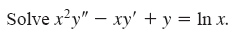 Solve x²y″ − xy′ + y = ln x.